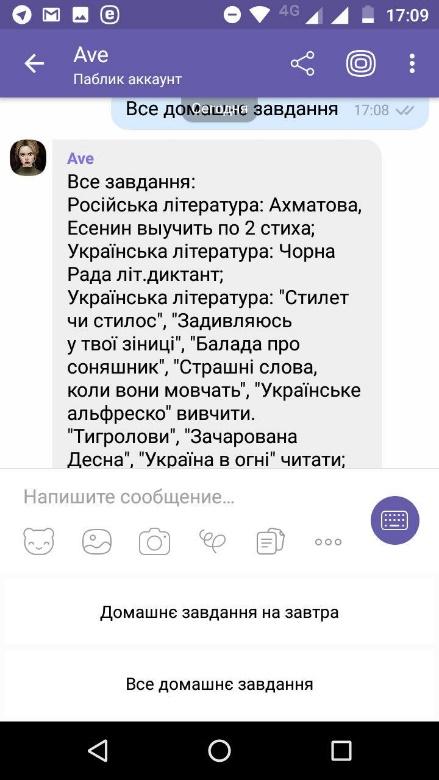 4G 17:09
Ave
Паблик аккаунт
Все домашнє завдання 17:08
Сегодня
Ave
Все завдання:
Російська література: Ахматова,
Есенин выучить по 2 стиха;
Українська література: Чорна
Рада літ.диктант;
Українська література: "Стилет
чи стилос", "Задивляюсь
у твої зіниці", "Балада про
соняшник", "Страшні слова,
коли вони мовчать", "Українське
альфреско" вивчити.
"Тигролови", "Зачарована
Десна", "Україна в огні" читати;
Напишите сообщение...
Домашнє завдання на завтра
Все домашнє завдання